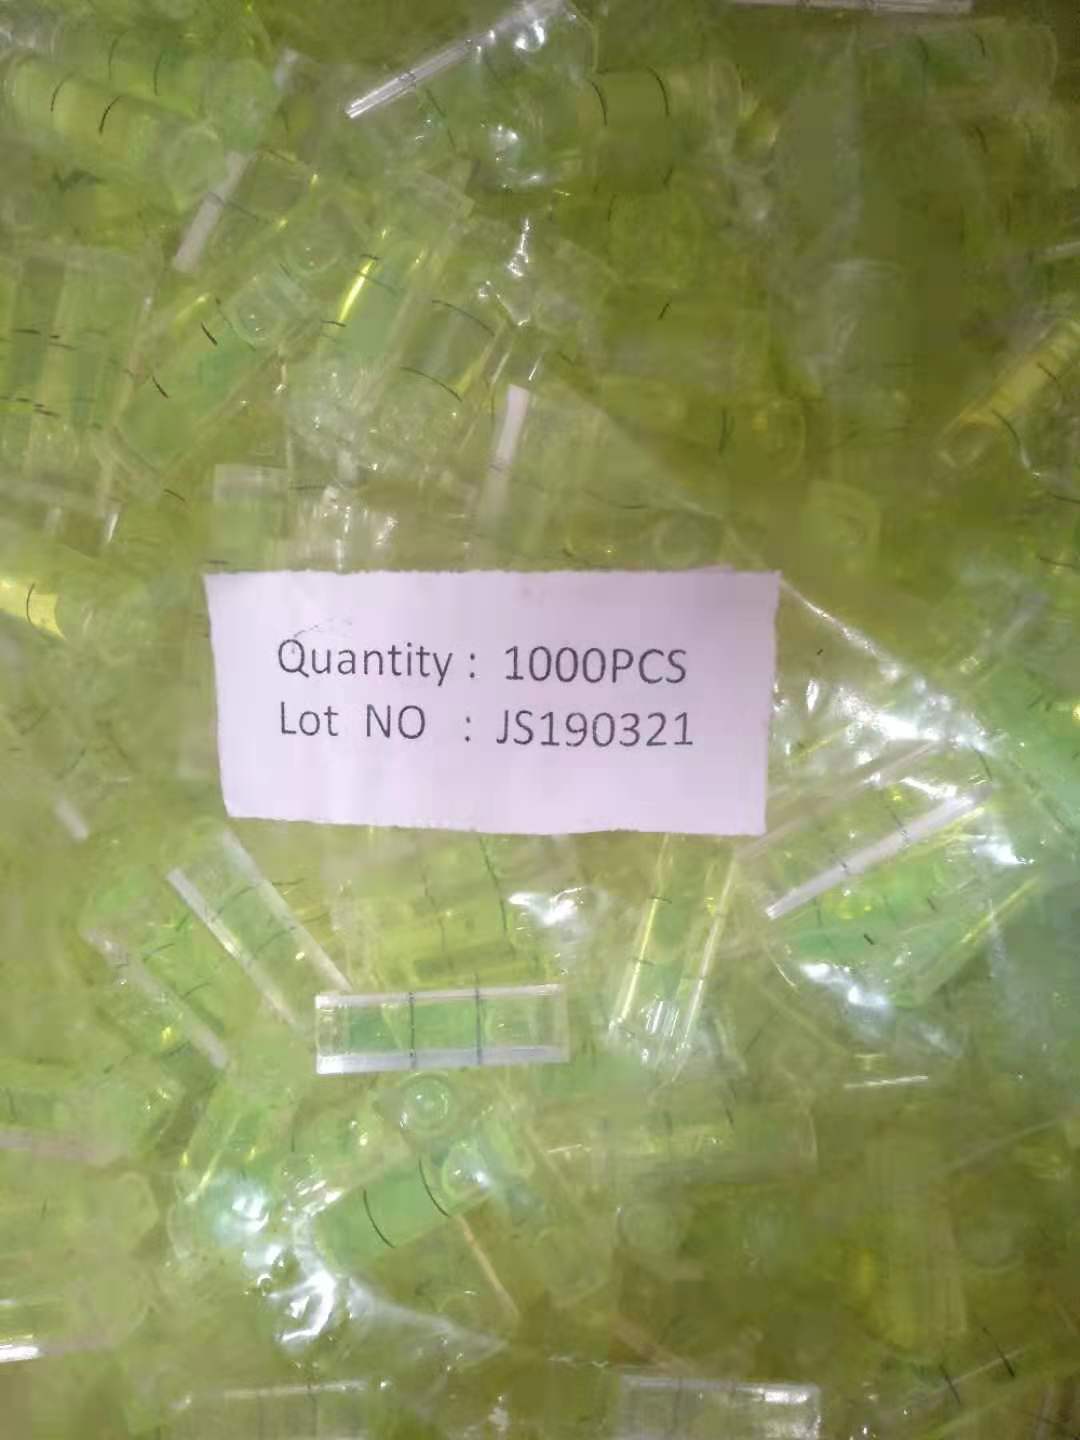 Quantity : 1000PCS
Lot NO : JS190321